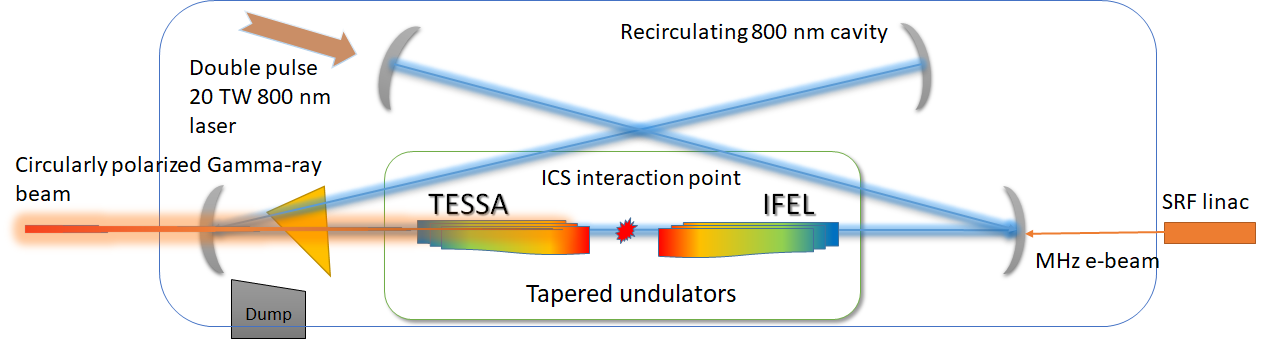 Recirculating 800 nm cavity
Double pulse
20 TW 800 nm
laser
Circularly polarized Gamma-ray
beam
ICS interaction point
TESSA
IFEL
SRF linac
MHz e-beam
Tapered undulators
Dump